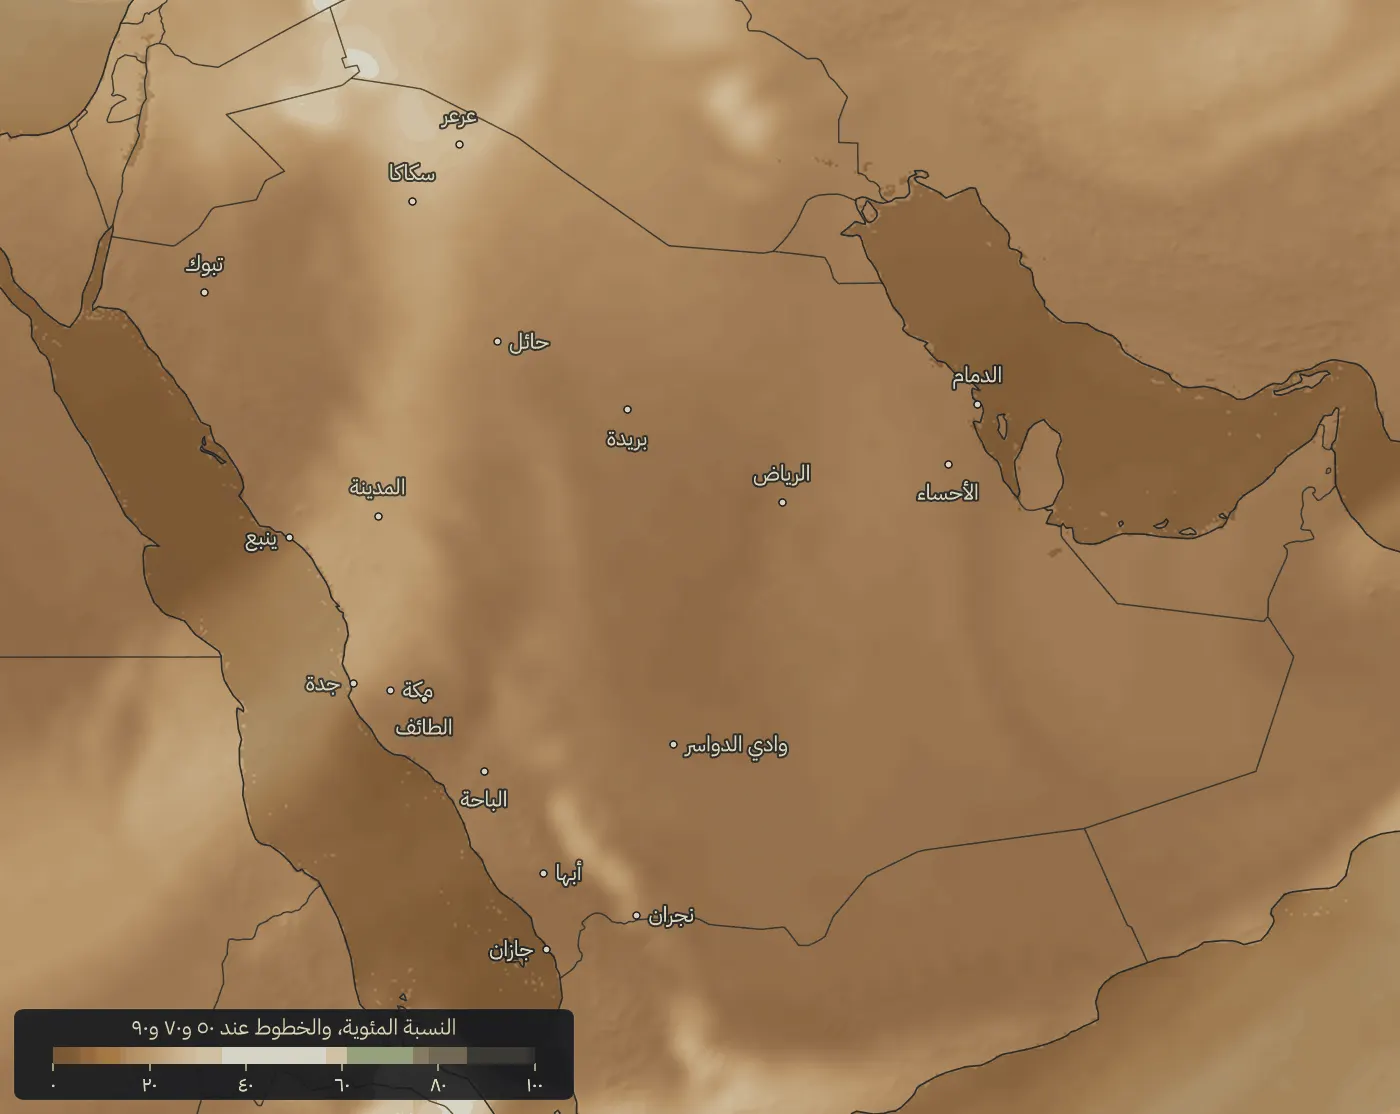 عرعر
سكاكا
تبوك
حائل
الدمام
بريدة
الرياض
الأحساء
المدينة
ينبع
جدة
مكة
الطائف
وادي الدواسر
الباحة
أبها
نجران
جازان
النسبة المئوية، والخطوط عند ٥٠ و٧٠ و٩٠
٠ ٢٠ ٤٠ ٦٠ ٨٠ ١٠٠